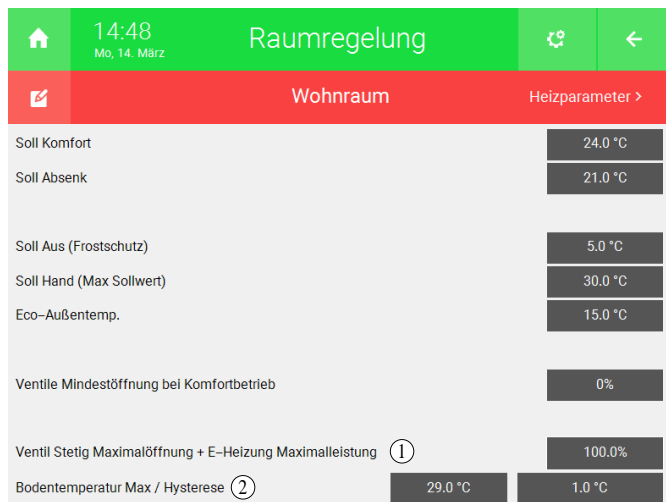 14:48
Mo, 14. März
Raumregelung
Wohnraum
Heizparameter >
Soll Komfort 24.0 °C
Soll Absenk 21.0 °C
Soll Aus (Frostschutz) 5.0 °C
Soll Hand (Max Sollwert) 30.0 °C
Eco–Außentemp. 15.0 °C
Ventile Mindestöffnung bei Komfortbetrieb 0%
Ventil Stetig Maximalöffnung + E–Heizung Maximalleistung 1 100.0%
Bodentemperatur Max / Hysterese 2 29.0 °C 1.0 °C